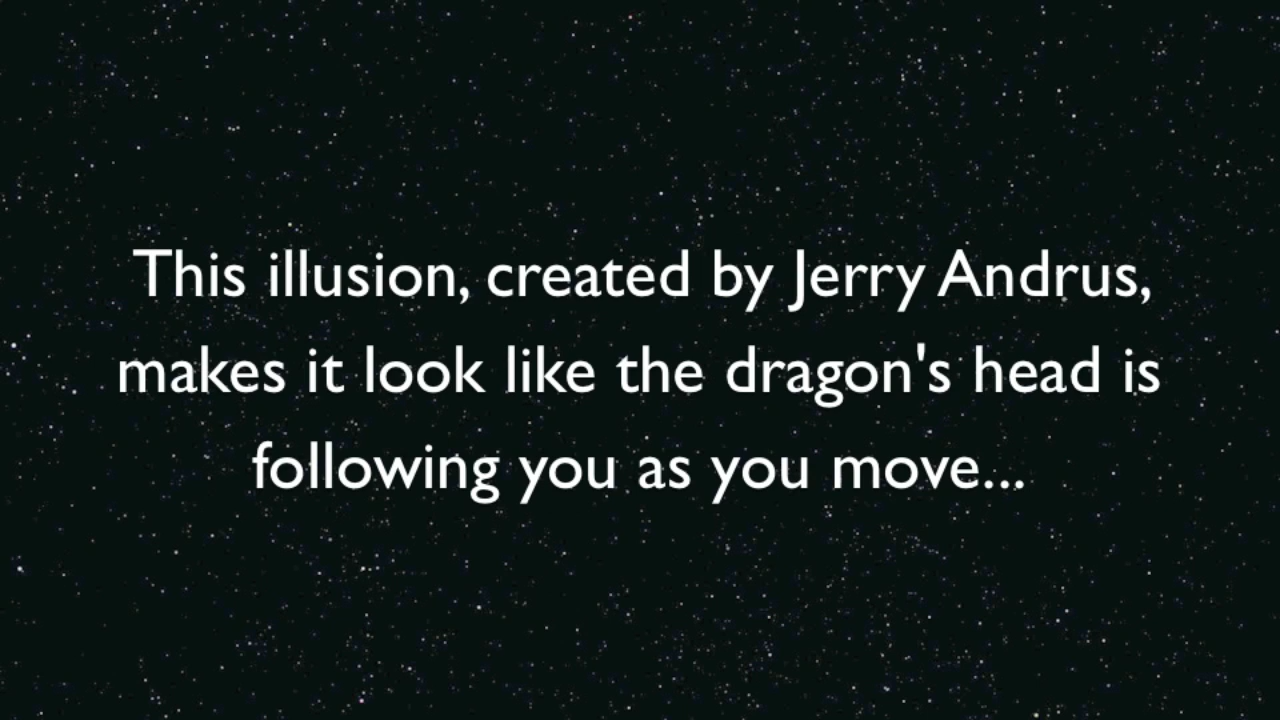 This illusion, created by Jerry Andrus,
makes it look like the dragon's head is
following you as you move...